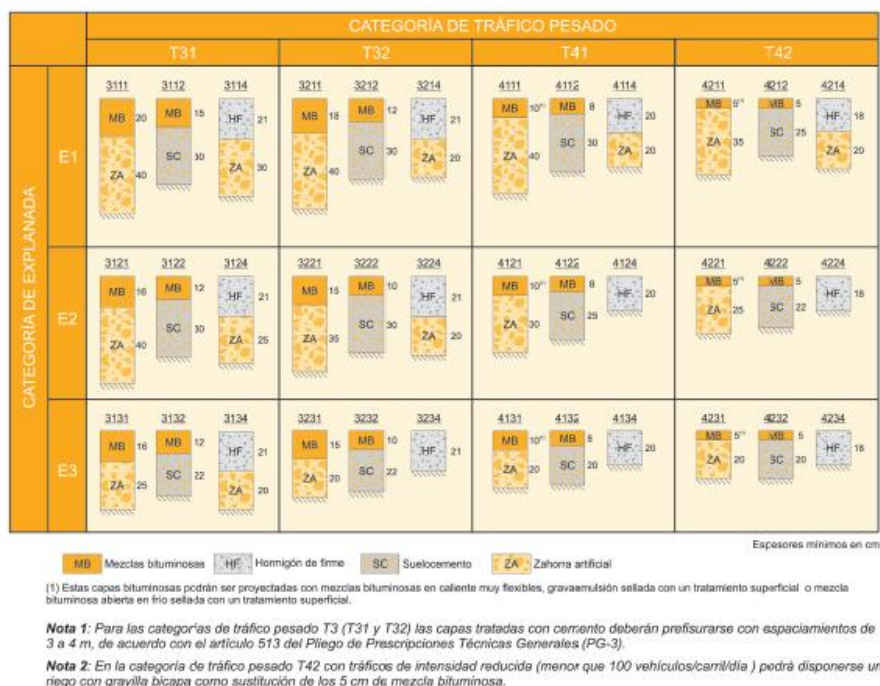 CATEGORÍA DE TRÁFICO PESADO
T31 T32 T41 T42
CATEGORÍA DE EXPLANADA
E1
3111 3112 3114 3211 3212 3214 4111 4112 4114 4211 4212 4214
MB 20 MB 15 HF 21 MB 18 MB 12 HF 21 MB 10(1) MB 8 HF 20 MB 5(1) MB 5 HF 18
ZA 40 SC 30 ZA 30 ZA 40 SC 30 ZA 20 ZA 40 SC 30 ZA 20 ZA 35 SC 25 ZA 20
E2
3121 3122 3124 3221 3222 3224 4121 4122 4124 4221 4222 4224
MB 16 MB 12 HF 21 MB 15 MB 10 HF 21 MB 10(1) MB 8 HF 20 MB 5(1) MB 5 HF 18
ZA 40 SC 30 ZA 25 ZA 35 SC 30 ZA 20 ZA 30 SC 25 ZA 25 SC 22
E3
3131 3132 3134 3231 3232 3234 4131 4132 4134 4231 4232 4234
MB 16 MB 12 HF 21 MB 15 MB 10 HF 21 MB 10(1) MB 8 HF 20 MB 5(1) MB 5 HF 18
ZA 25 SC 22 ZA 20 ZA 20 SC 22 ZA 20 SC 20 ZA 20 SC 20
Espesores mínimos en cm
MB Mezclas bituminosas HF Hormigón de firme SC Suelocemento ZA Zahorra artificial
(1) Estas capas bituminosas podrán ser proyectadas con mezclas bituminosas en caliente muy flexibles, gravaemulsión sellada con un tratamiento superficial o mezcla
bituminosa abierta en frío sellada con un tratamiento superficial.
Nota 1: Para las categorías de tráfico pesado T3 (T31 y T32) las capas tratadas con cemento deberán prefisurarse con espaciamientos de
3 a 4 m, de acuerdo con el artículo 513 del Pliego de Prescripciones Técnicas Generales (PG-3).
Nota 2: En la categoría de tráfico pesado T42 con tráficos de intensidad reducida (menor que 100 vehículos/carril/día ) podrá disponerse un
riego con gravilla bicapa como sustitución de los 5 cm de mezcla bituminosa.